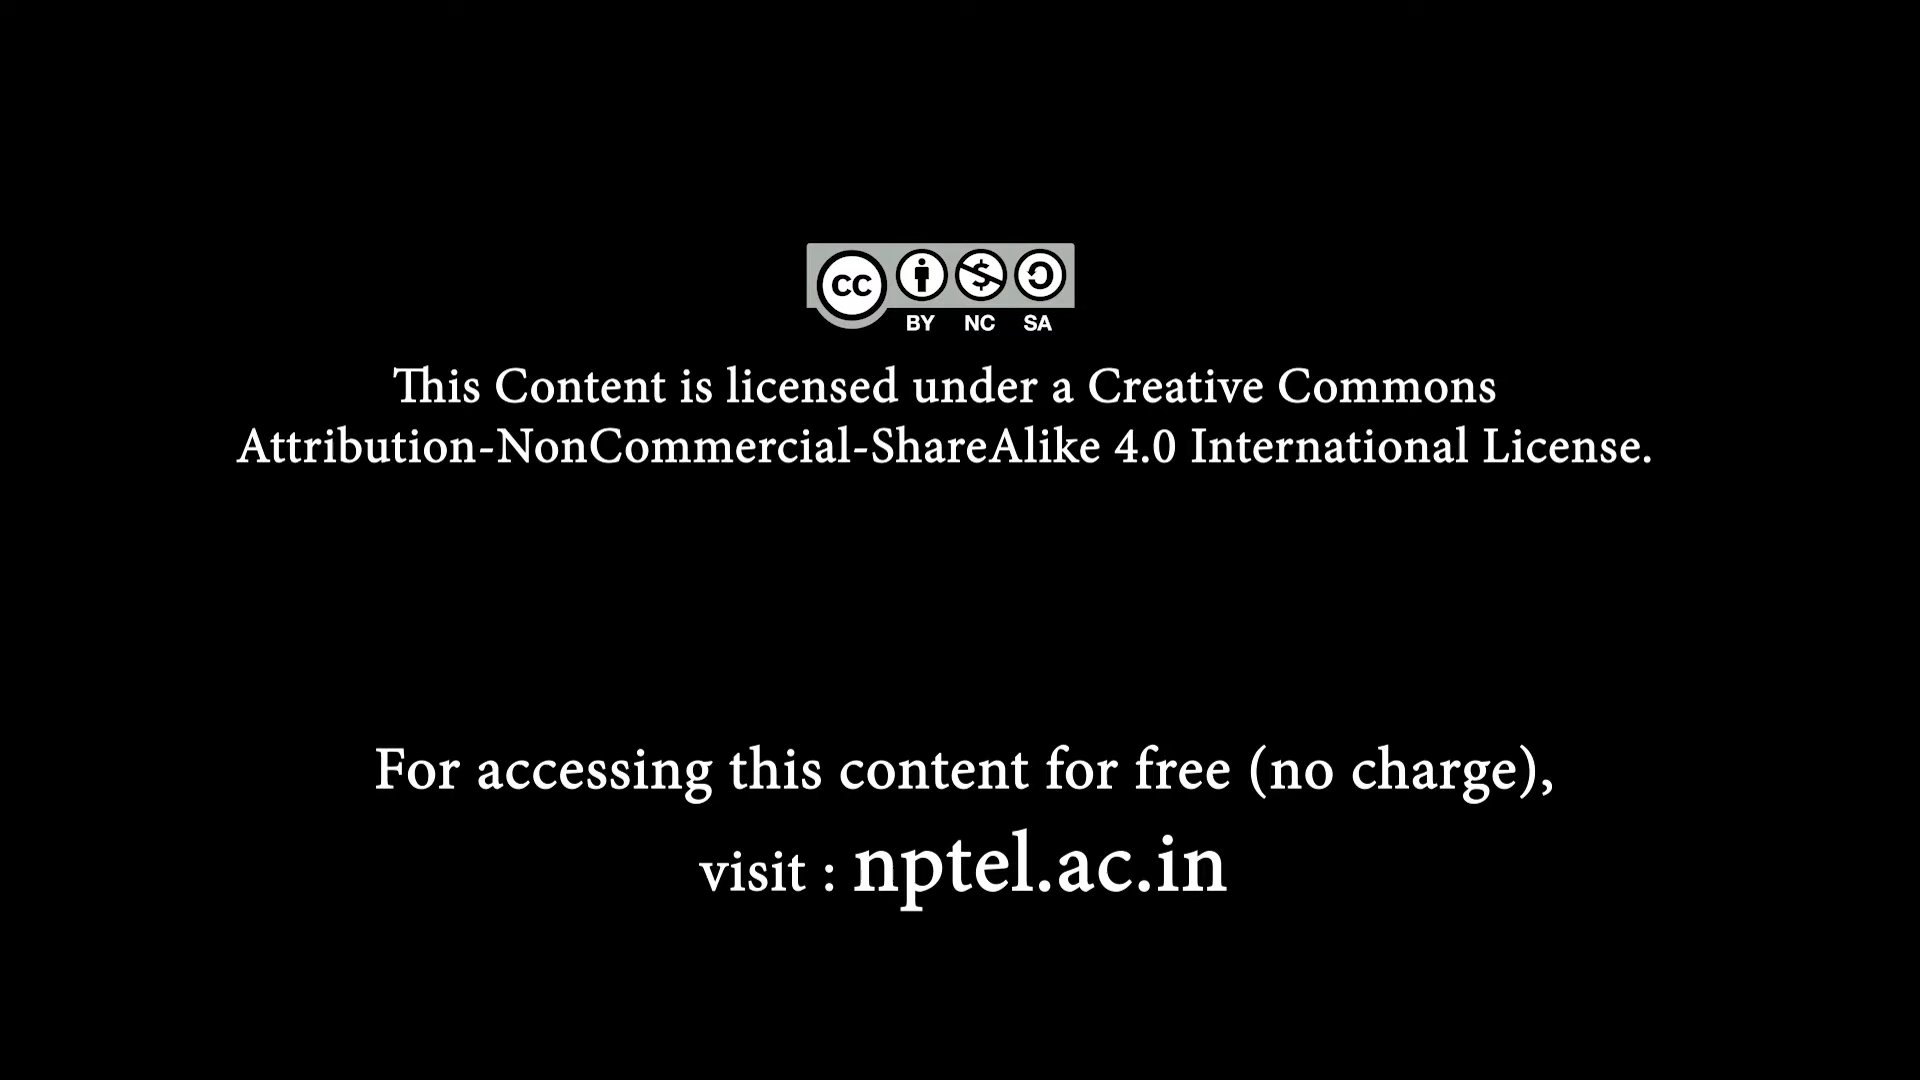 cc
BY NC SA
This Content is licensed under a Creative Commons
Attribution-NonCommercial-ShareAlike 4.0 International License.
For accessing this content for free (no charge),
visit : nptel.ac.in